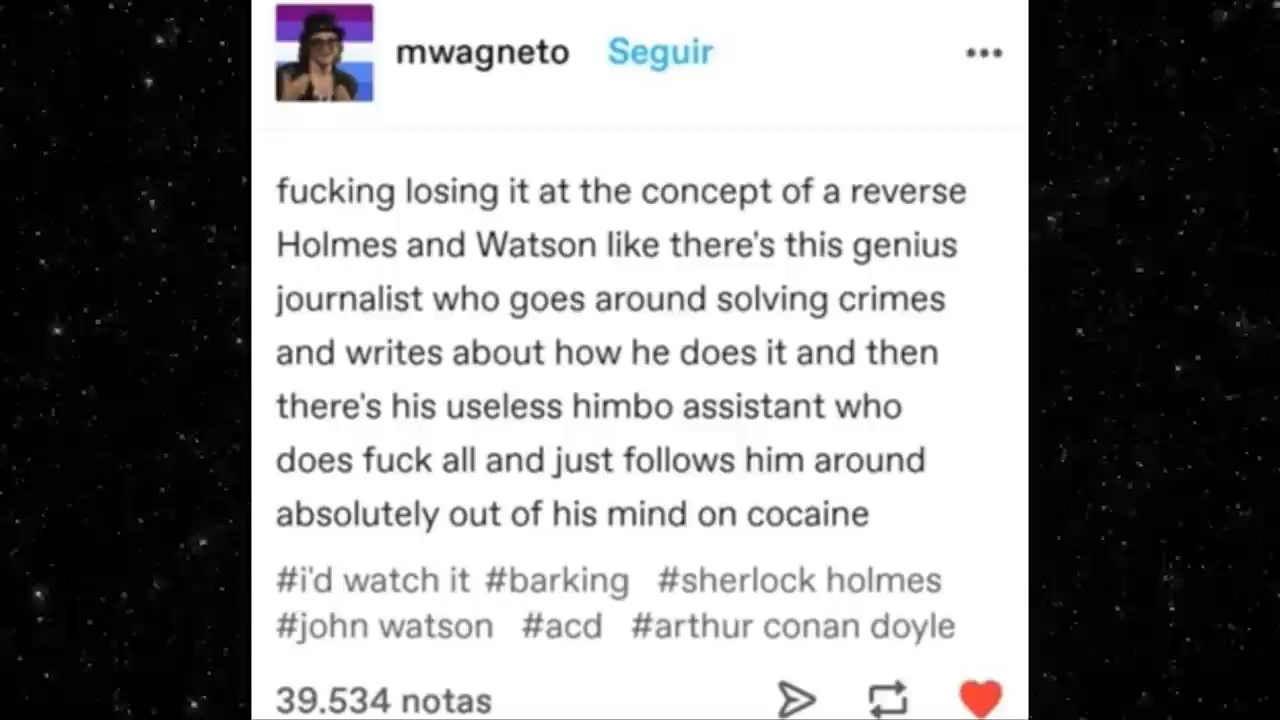 mwagneto Seguir
fucking losing it at the concept of a reverse
Holmes and Watson like there's this genius
journalist who goes around solving crimes
and writes about how he does it and then
there's his useless himbo assistant who
does fuck all and just follows him around
absolutely out of his mind on cocaine
#i'd watch it #barking #sherlock holmes
#john watson #acd #arthur conan doyle
39.534 notas